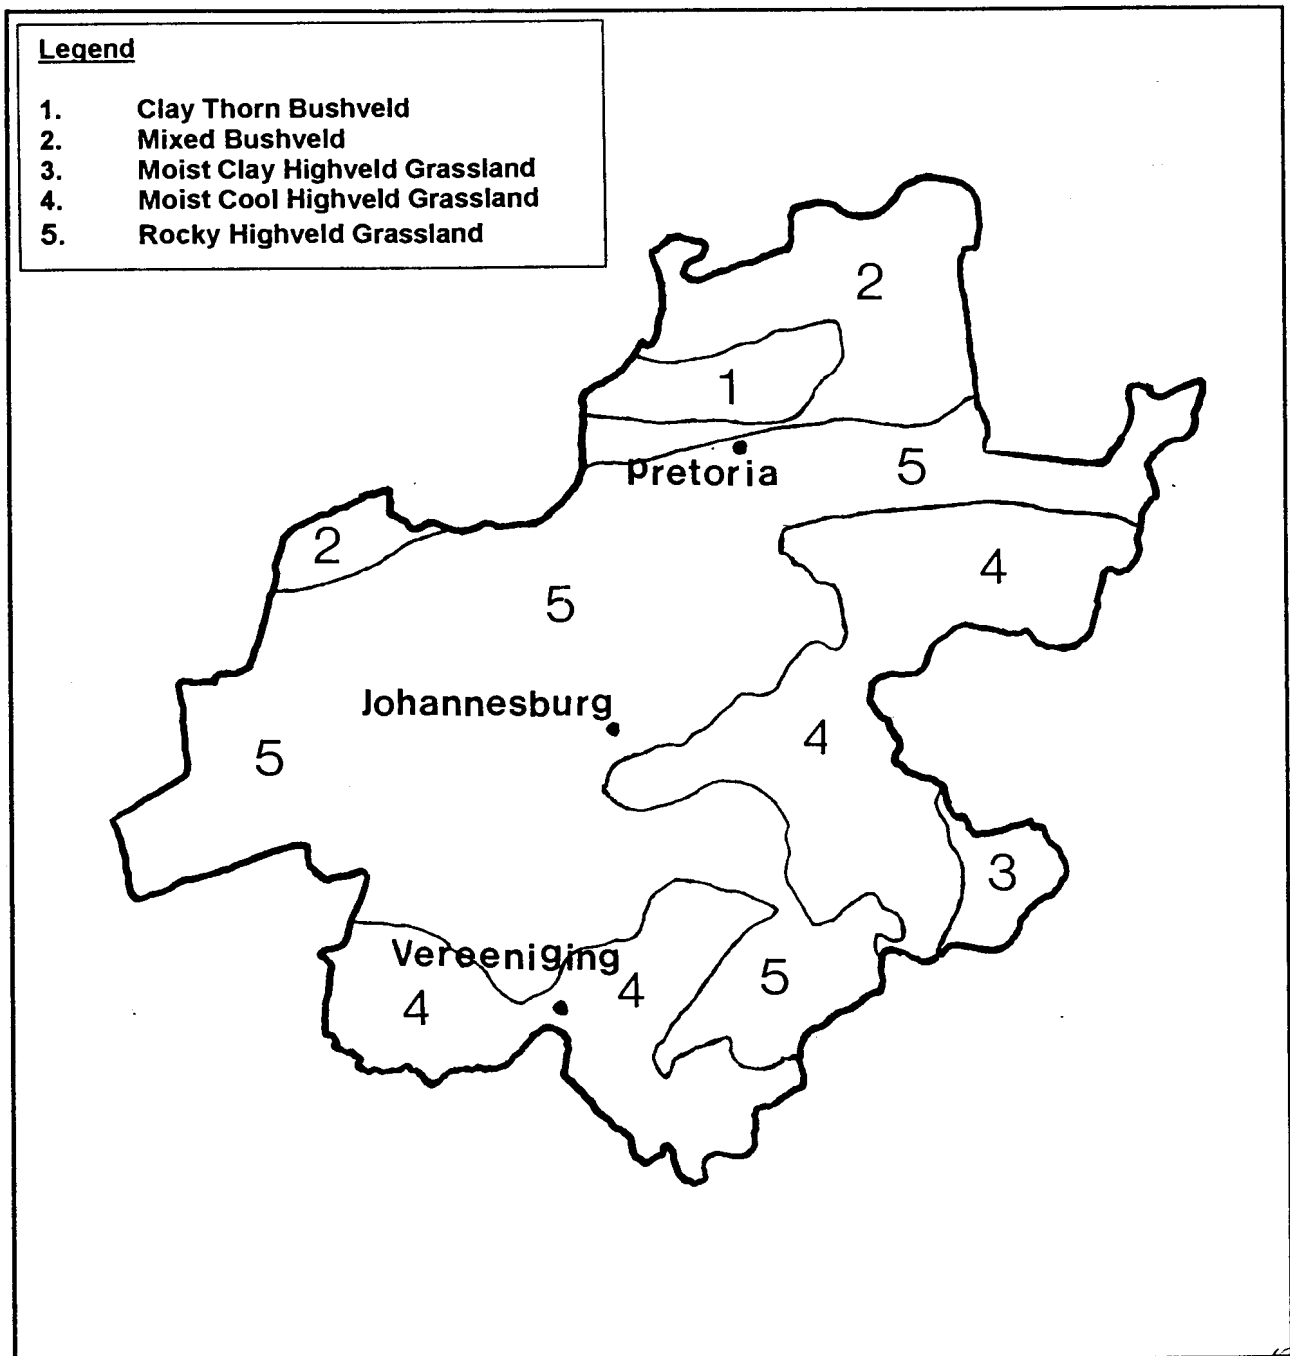 Legend
1. Clay Thorn Bushveld
2. Mixed Bushveld
3. Moist Clay Highveld Grassland
4. Moist Cool Highveld Grassland
5. Rocky Highveld Grassland
2
1
5
Pretoria
2
4
5
Johannesburg
4
5
3
Vereeniging
4
5
4